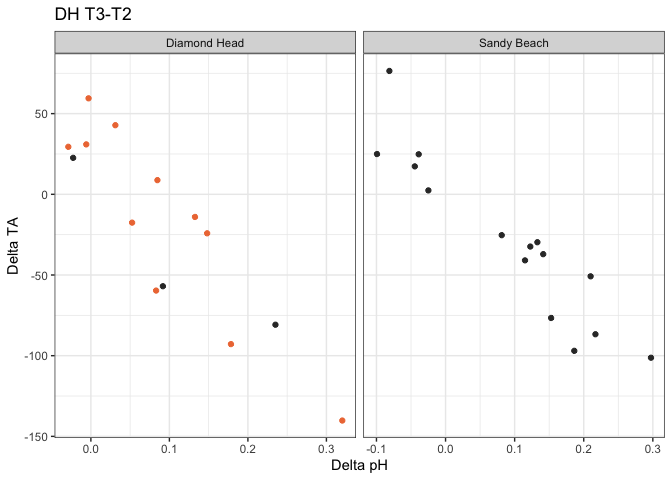 DH T3-T2
Diamond Head
Sandy Beach
Delta TA
50
0
-50
-100
-150
0.0
0.1
0.2
0.3
-0.1
0.0
0.1
0.2
0.3
Delta pH